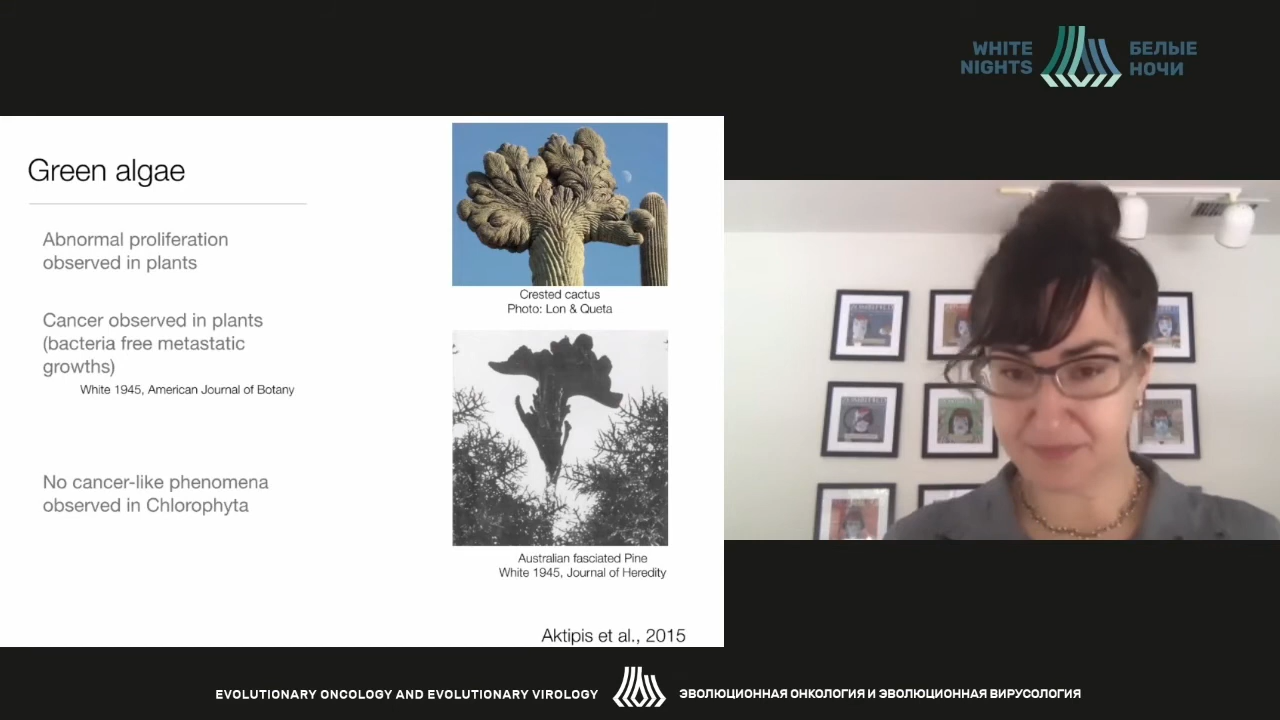 WHITE
NIGHTS
БЕЛЫЕ
НОЧИ
Green algae
Abnormal proliferation
observed in plants
Cancer observed in plants
(bacteria free metastatic
growths)
White 1945, American Journal of Botany
No cancer-like phenomena
observed in Chlorophyta
Crested cactus
Photo: Lon & Queta
Australian fasciated Pine
White 1945, Journal of Heredity
Aktipis et al., 2015
EVOLUTIONARY ONCOLOGY AND EVOLUTIONARY VIROLOGY
ЭВОЛЮЦИОННАЯ ОНКОЛОГИЯ И ЭВОЛЮЦИОННАЯ ВИРУСОЛОГИЯ